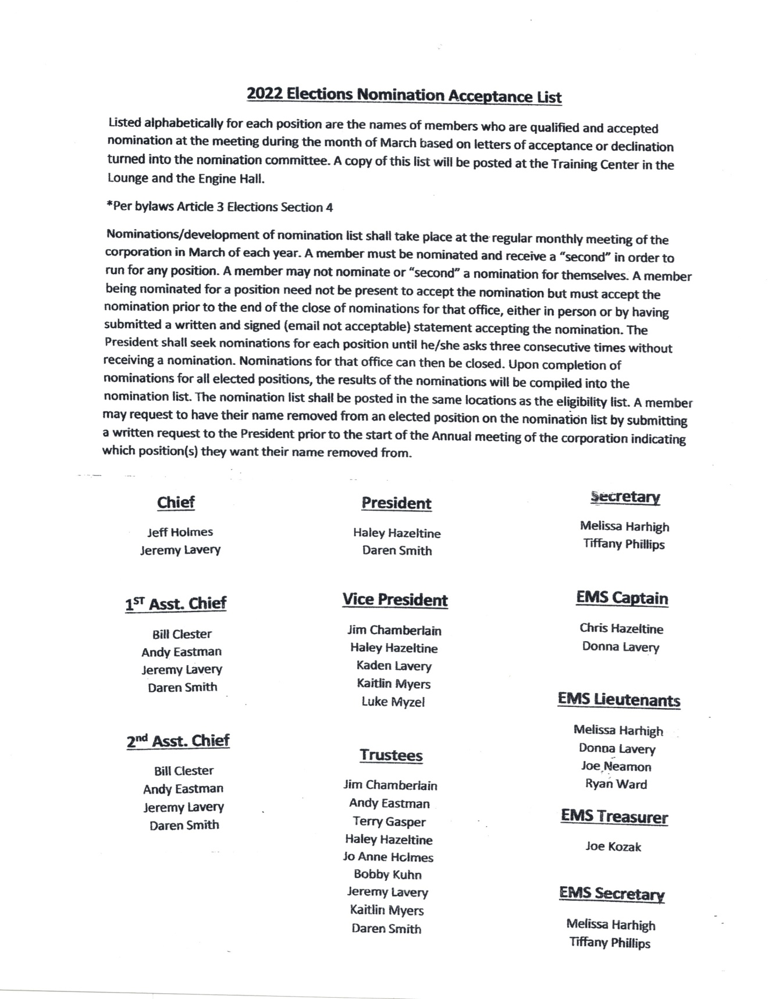 2022 Elections Nomination Acceptance List
Listed alphabetically for each position are the names of members who are qualified and accepted
nomination at the meeting during the month of March based on letters of acceptance or declination
turned into the nomination committee. A copy of this list will be posted at the Training Center in the
Lounge and the Engine Hall.
*Per bylaws Article 3 Elections Section 4
Nominations/development of nomination list shall take place at the regular monthly meeting of the
corporation in March of each year. A member must be nominated and receive a “second” in order to
run for any position. A member may not nominate or “second” a nomination for themselves. A member
being nominated for a position need not be present to accept the nomination but must accept the
nomination prior to the end of the close of nominations for that office, either in person or by having
submitted a written and signed (email not acceptable) statement accepting the nomination. The
President shall seek nominations for each position until he/she asks three consecutive times without
receiving a nomination. Nominations for that office can then be closed. Upon completion of
nominations for all elected positions, the results of the nominations will be compiled into the
nomination list. The nomination list shall be posted in the same locations as the eligibility list. A member
may request to have their name removed from an elected position on the nomination list by submitting
a written request to the President prior to the start of the Annual meeting of the corporation indicating
which position(s) they want their name removed from.
Chief
Jeff Holmes
Jeremy Lavery
1ST Asst. Chief
Bill Clester
Andy Eastman
Jeremy Lavery
Daren Smith
2nd Asst. Chief
Bill Clester
Andy Eastman
Jeremy Lavery
Daren Smith
President
Haley Hazeltine
Daren Smith
Vice President
Jim Chamberlain
Haley Hazeltine
Kaden Lavery
Kaitlin Myers
Luke Myzel
Trustees
Jim Chamberlain
Andy Eastman
Terry Gasper
Haley Hazeltine
Jo Anne Holmes
Bobby Kuhn
Jeremy Lavery
Kaitlin Myers
Daren Smith
Secretary
Melissa Harhigh
Tiffany Phillips
EMS Captain
Chris Hazeltine
Donna Lavery
EMS Lieutenants
Melissa Harhigh
Donna Lavery
Joe Neamon
Ryan Ward
EMS Treasurer
Joe Kozak
EMS Secretary
Melissa Harhigh
Tiffany Phillips